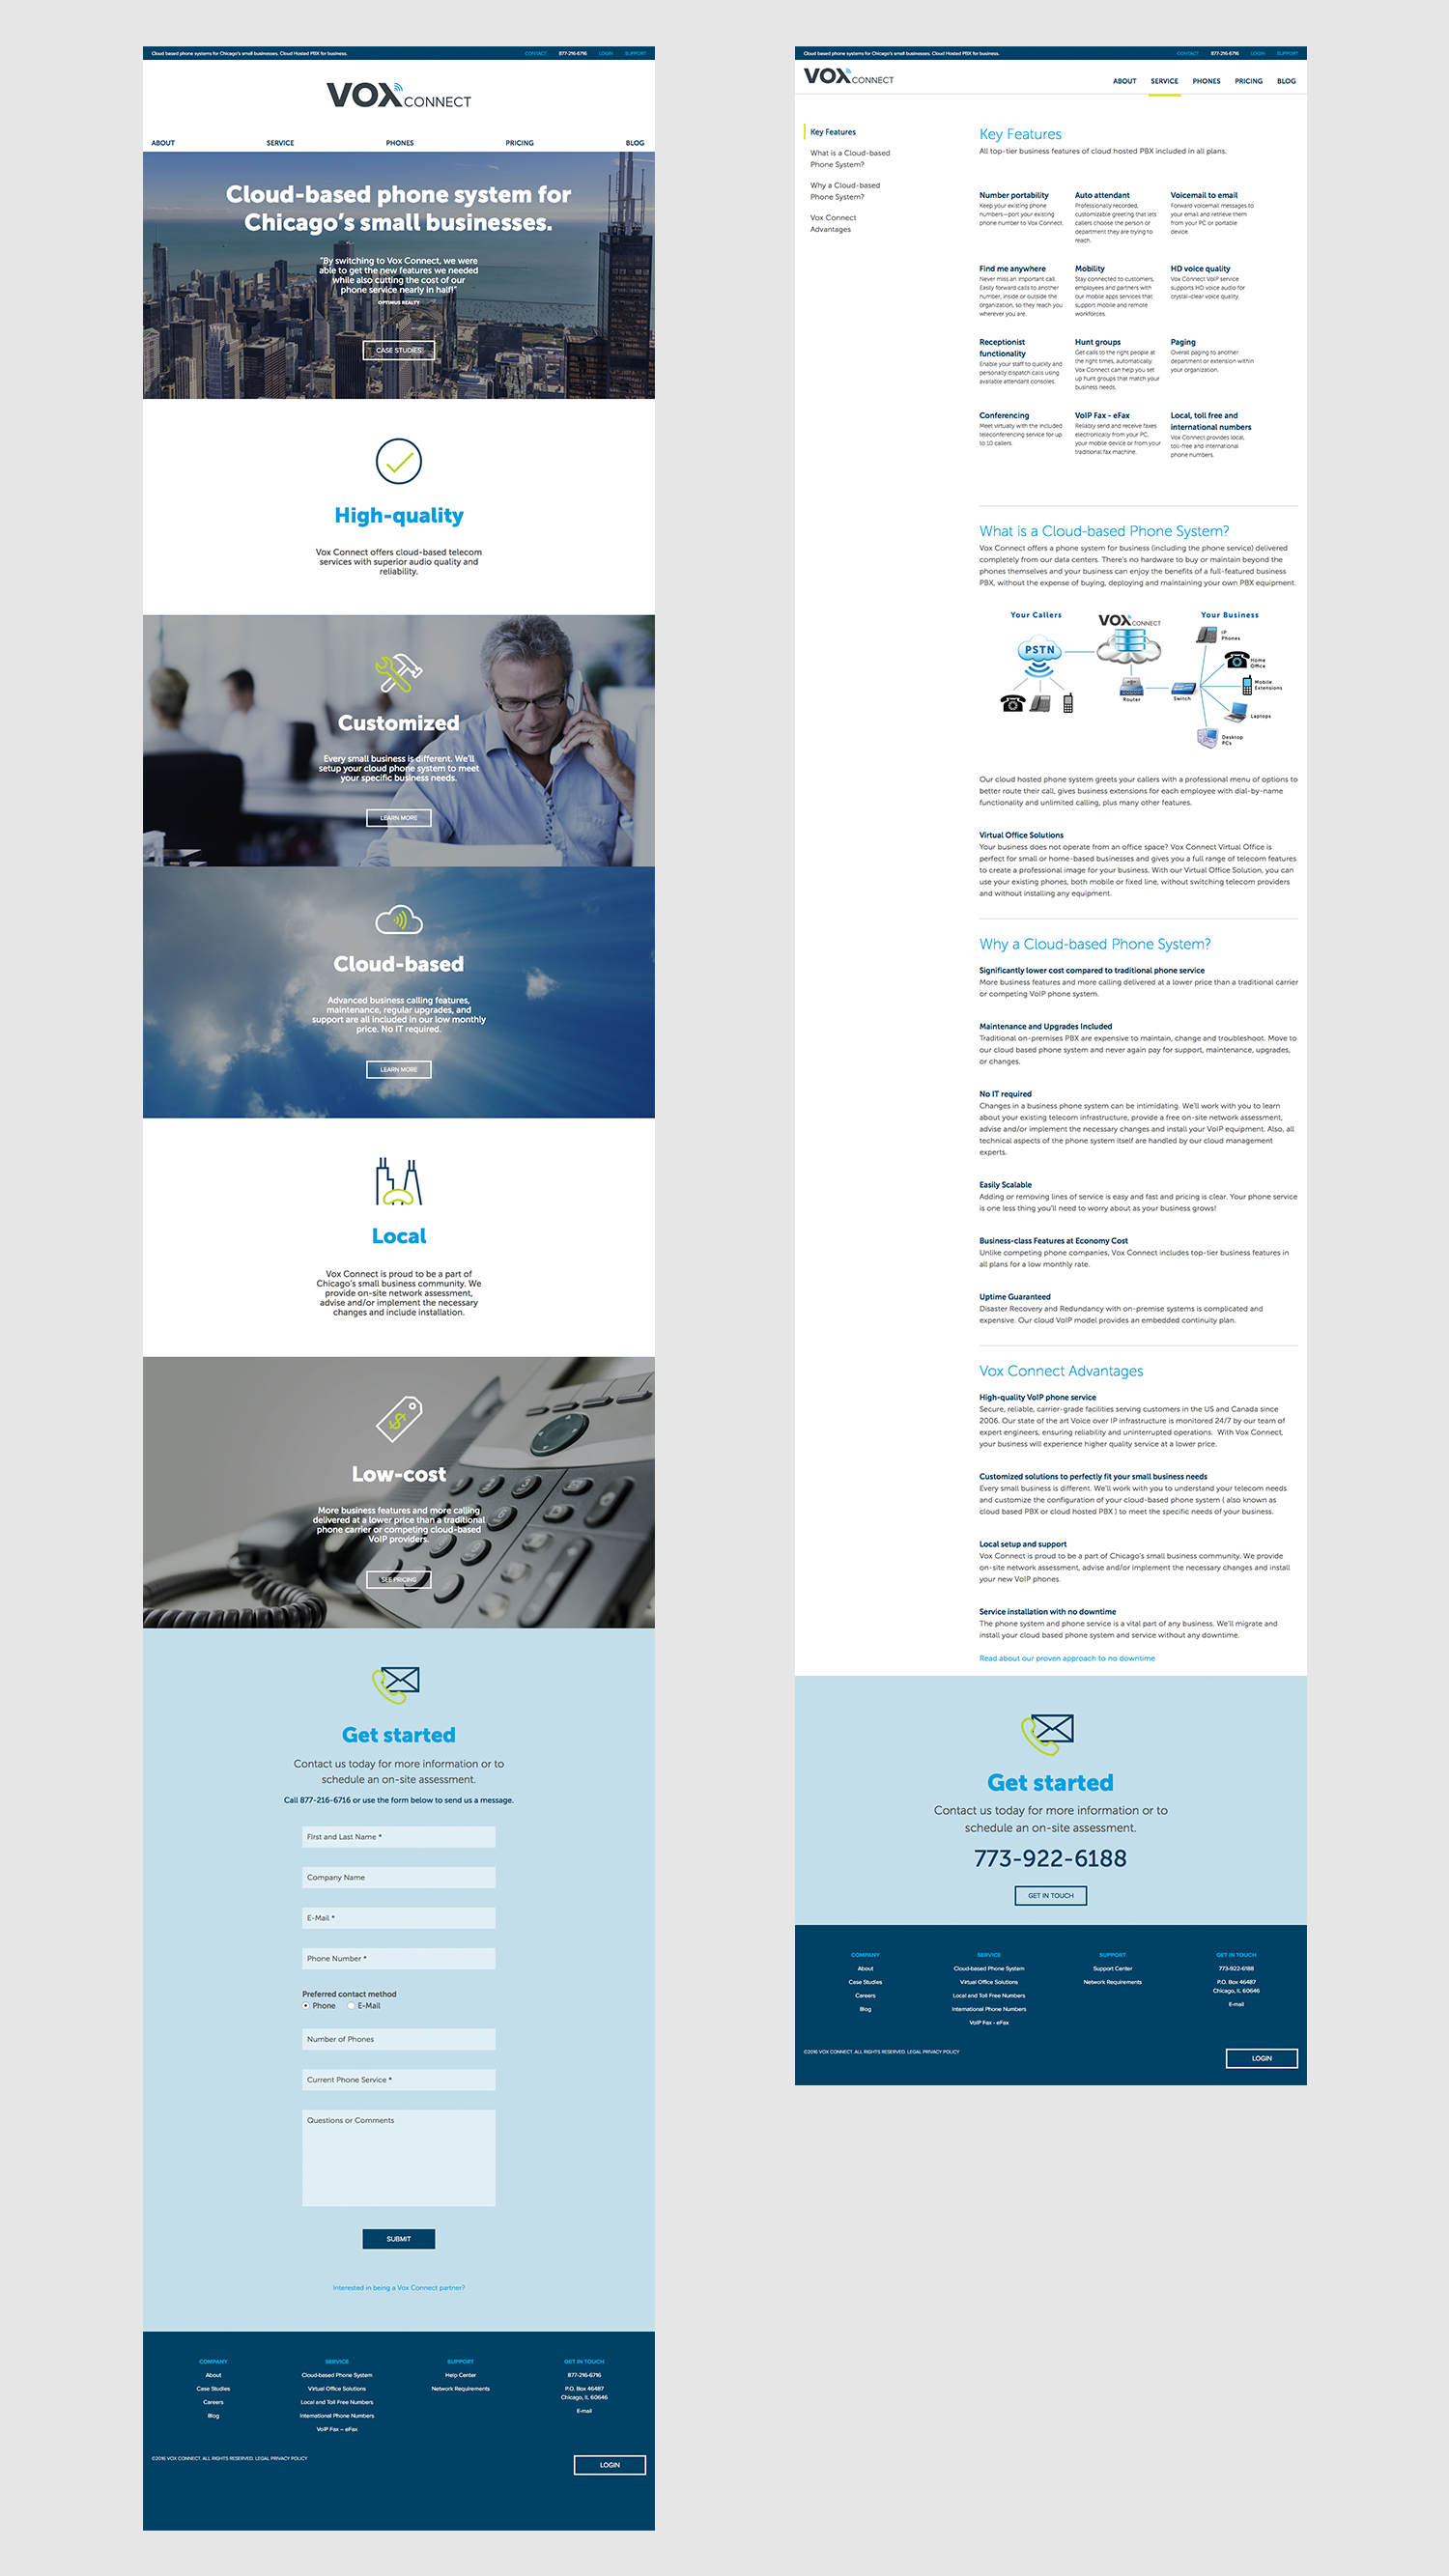 Cloud based phone systems for Chicago's small businesses. Cloud Hosted PBX for business.
CONTACT 877-216-6716 LOGIN SUPPORT
VOX CONNECT
ABOUT SERVICE PHONES PRICING BLOG
Cloud-based phone system for
Chicago's small businesses.
"By switching to Vox Connect, we were
able to get the new features we needed
while also cutting the cost of our
phone service nearly in half!"
OPTIMUS REALTY
CASE STUDIES
High-quality
Vox Connect offers cloud-based telecom
services with superior audio quality and
reliability.
Customized
Every small business is different. We'll
setup your cloud phone system to meet
your specific business needs.
LEARN MORE
Cloud-based
Advanced business calling features,
maintenance, regular upgrades, and
support are all included in our low monthly
price. No IT required.
LEARN MORE
Local
Vox Connect is proud to be a part of
Chicago's small business community. We
provide on-site network assessment,
advise and/or implement the necessary
changes and include installation.
Low-cost
More business features and more calling
delivered at a lower price than a traditional
phone carrier or competing cloud-based
VoIP providers.
SEE PRICING
Get started
Contact us today for more information or to
schedule an on-site assessment.
Call 877-216-6716 or use the form below to send us a message.
First and Last Name *
Company Name
E-Mail *
Phone Number *
Preferred contact method
Phone E-Mail
Number of Phones
Current Phone Service *
Questions or Comments
SUBMIT
Interested in being a Vox Connect partner?
COMPANY
About
Case Studies
Careers
Blog
SERVICE
Cloud-based Phone System
Virtual Office Solutions
Local and Toll Free Numbers
International Phone Numbers
VoIP Fax – eFax
SUPPORT
Help Center
Network Requirements
GET IN TOUCH
877-216-6716
P.O. Box 46487
Chicago, IL 60646
E-mail
©2016 VOX CONNECT. ALL RIGHTS RESERVED. LEGAL PRIVACY POLICY
LOGIN
Cloud based phone systems for Chicago's small businesses. Cloud Hosted PBX for business.
CONTACT 877-216-6716 LOGIN SUPPORT
VOX CONNECT
ABOUT SERVICE PHONES PRICING BLOG
Key Features
What is a Cloud-based
Phone System?
Why a Cloud-based
Phone System?
Vox Connect
Advantages
Key Features
All top-tier business features of cloud hosted PBX included in all plans.
Number portability
Keep your existing phone
numbers—port your existing
phone number to Vox Connect.
Auto attendant
Professionally recorded,
customizable greeting that lets
callers choose the person or
department they are trying to
reach.
Voicemail to email
Forward voicemail messages to
your email and retrieve them
from your PC or portable
device.
Find me anywhere
Never miss an important call.
Easily forward calls to another
number, inside or outside the
organization, so they reach you
wherever you are.
Mobility
Stay connected to customers,
employees and partners with
our mobile apps services that
support mobile and remote
workforces.
HD voice quality
Vox Connect VoIP service
supports HD voice audio for
crystal-clear voice quality.
Receptionist
functionality
Enable your staff to quickly and
personally dispatch calls using
available attendant consoles.
Hunt groups
Get calls to the right people at
the right times, automatically.
Vox Connect can help you set
up hunt groups that match your
business needs.
Paging
Overall paging to another
department or extension within
your organization.
Conferencing
Meet virtually with the included
teleconferencing service for up
to 10 callers.
VoIP Fax - eFax
Reliably send and receive faxes
electronically from your PC,
your mobile device or from your
traditional fax machine.
Local, toll free and
international numbers
Vox Connect provides local,
toll-free and international
phone numbers.
What is a Cloud-based Phone System?
Vox Connect offers a phone system for business (including the phone service) delivered
completely from our data centers. There's no hardware to buy or maintain beyond the
phones themselves and your business can enjoy the benefits of a full-featured business
PBX, without the expense of buying, deploying and maintaining your own PBX equipment.
Your Callers
VOX CONNECT
Your Business
PSTN
IP
Phones
Home
Office
Mobile
Extensions
Router
Switch
Laptops
Desktop
PCs
Our cloud hosted phone system greets your callers with a professional menu of options to
better route their call, gives business extensions for each employee with dial-by-name
functionality and unlimited calling, plus many other features.
Virtual Office Solutions
Your business does not operate from an office space? Vox Connect Virtual Office is
perfect for small or home-based businesses and gives you a full range of telecom features
to create a professional image for your business. With our Virtual Office Solution, you can
use your existing phones, both mobile or fixed line, without switching telecom providers
and without installing any equipment.
Why a Cloud-based Phone System?
Significantly lower cost compared to traditional phone service
More business features and more calling delivered at a lower price than a traditional carrier
or competing VoIP phone system.
Maintenance and Upgrades Included
Traditional on-premises PBX are expensive to maintain, change and troubleshoot. Move to
our cloud based phone system and never again pay for support, maintenance, upgrades,
or changes.
No IT required
Changes in a business phone system can be intimidating. We'll work with you to learn
about your existing telecom infrastructure, provide a free on-site network assessment,
advise and/or implement the necessary changes and install your VoIP equipment. Also, all
technical aspects of the phone system itself are handled by our cloud management
experts.
Easily Scalable
Adding or removing lines of service is easy and fast and pricing is clear. Your phone service
is one less thing you'll need to worry about as your business grows!
Business-class Features at Economy Cost
Unlike competing phone companies, Vox Connect includes top-tier business features in
all plans for a low monthly rate.
Uptime Guaranteed
Disaster Recovery and Redundancy with on-premise systems is complicated and
expensive. Our cloud VoIP model provides an embedded continuity plan.
Vox Connect Advantages
High-quality VoIP phone service
Secure, reliable, carrier-grade facilities serving customers in the US and Canada since
2006. Our state of the art Voice over IP infrastructure is monitored 24/7 by our team of
expert engineers, ensuring reliability and uninterrupted operations. With Vox Connect,
your business will experience higher quality service at a lower price.
Customized solutions to perfectly fit your small business needs
Every small business is different. We'll work with you to understand your telecom needs
and customize the configuration of your cloud-based phone system ( also known as
cloud based PBX or cloud hosted PBX ) to meet the specific needs of your business.
Local setup and support
Vox Connect is proud to be a part of Chicago's small business community. We provide
on-site network assessment, advise and/or implement the necessary changes and install
your new VoIP phones.
Service installation with no downtime
The phone system and phone service is a vital part of any business. We'll migrate and
install your cloud based phone system and service without any downtime.
Read about our proven approach to no downtime
Get started
Contact us today for more information or to
schedule an on-site assessment.
773-922-6188
GET IN TOUCH
COMPANY
About
Case Studies
Careers
Blog
SERVICE
Cloud-based Phone System
Virtual Office Solutions
Local and Toll Free Numbers
International Phone Numbers
VoIP Fax - eFax
SUPPORT
Support Center
Network Requirements
GET IN TOUCH
773-922-6188
P.O. Box 46487
Chicago, IL 60646
E-mail
©2016 VOX CONNECT. ALL RIGHTS RESERVED. LEGAL PRIVACY POLICY
LOGIN